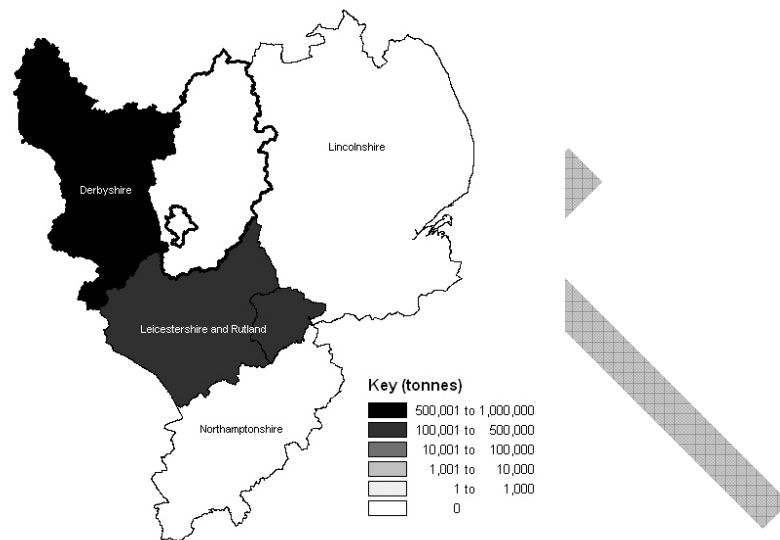 Lincolnshire
Derbyshire
Leicestershire and Rutland
Key (tonnes)
500,001 to 1,000,000
100,001 to 500,000
Northamptonshire
10,001 to 100,000
1,001 to 10,000
1 to 1,000
0